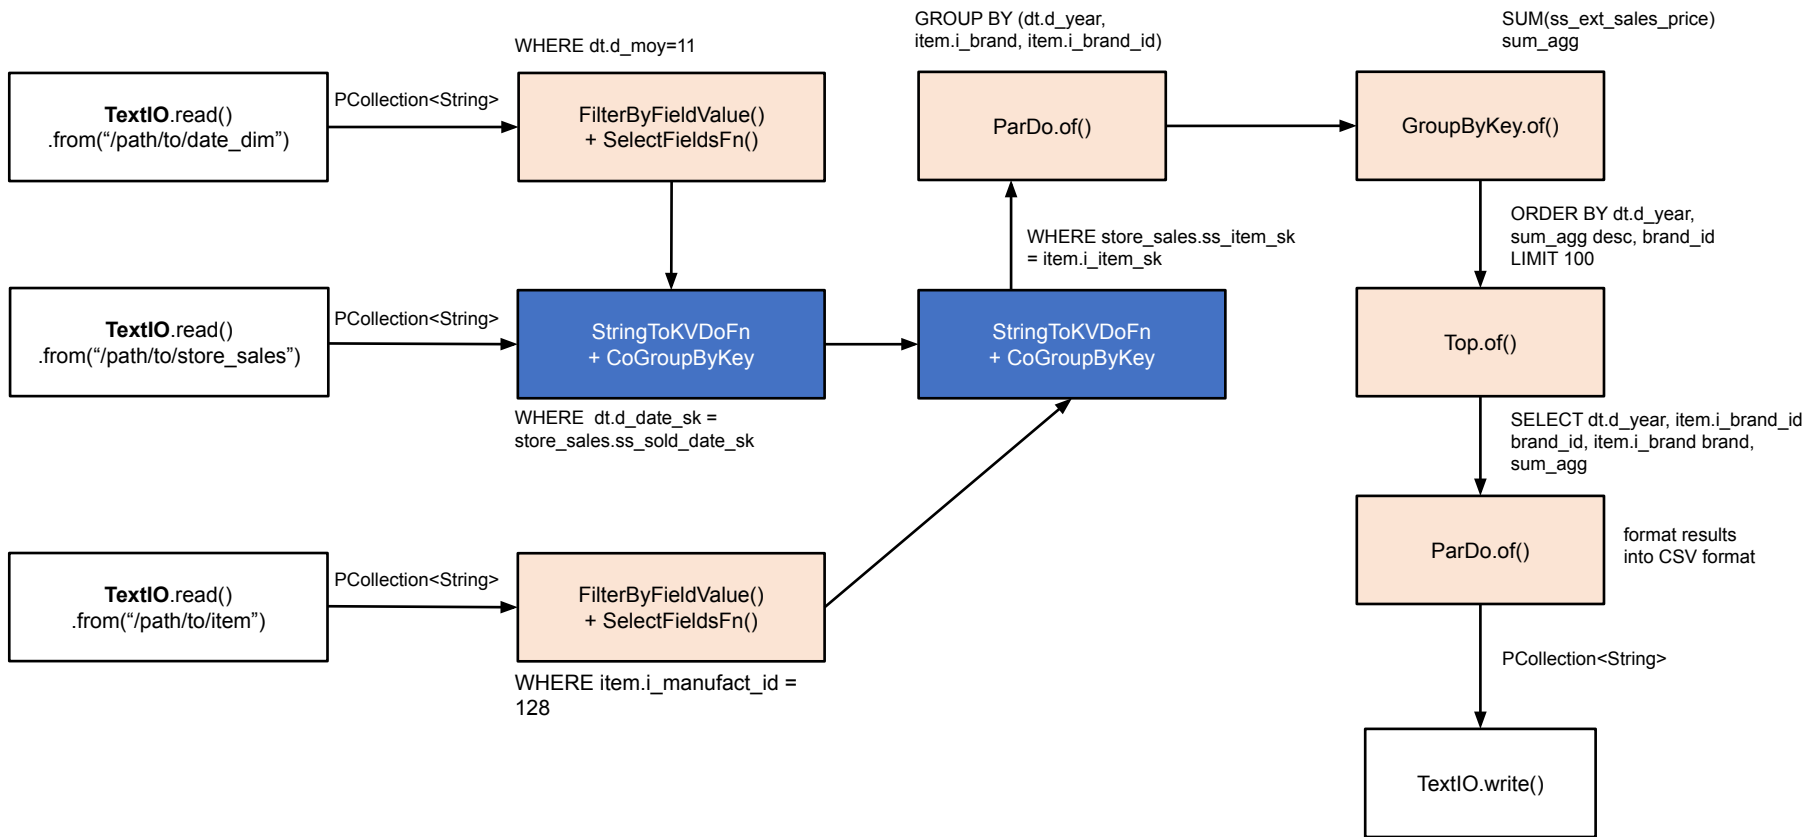 GROUP BY (dt.d_year,
item.i_brand, item.i_brand_id)
SUM(ss_ext_sales_price)
sum_agg
WHERE dt.d_moy=11
TextIO.read()
.from(“/path/to/date_dim”)
PCollection<String>
FilterByFieldValue()
+ SelectFieldsFn()
ParDo.of()
GroupByKey.of()
WHERE store_sales.ss_item_sk
= item.i_item_sk
ORDER BY dt.d_year,
sum_agg desc, brand_id
LIMIT 100
TextIO.read()
.from(“/path/to/store_sales”)
PCollection<String>
StringToKVDoFn
+ CoGroupByKey
StringToKVDoFn
+ CoGroupByKey
Top.of()
WHERE  dt.d_date_sk =
store_sales.ss_sold_date_sk
SELECT dt.d_year, item.i_brand_id
brand_id, item.i_brand brand,
sum_agg
TextIO.read()
.from(“/path/to/item”)
PCollection<String>
FilterByFieldValue()
+ SelectFieldsFn()
ParDo.of()
format results
into CSV format
WHERE item.i_manufact_id =
128
PCollection<String>
TextIO.write()